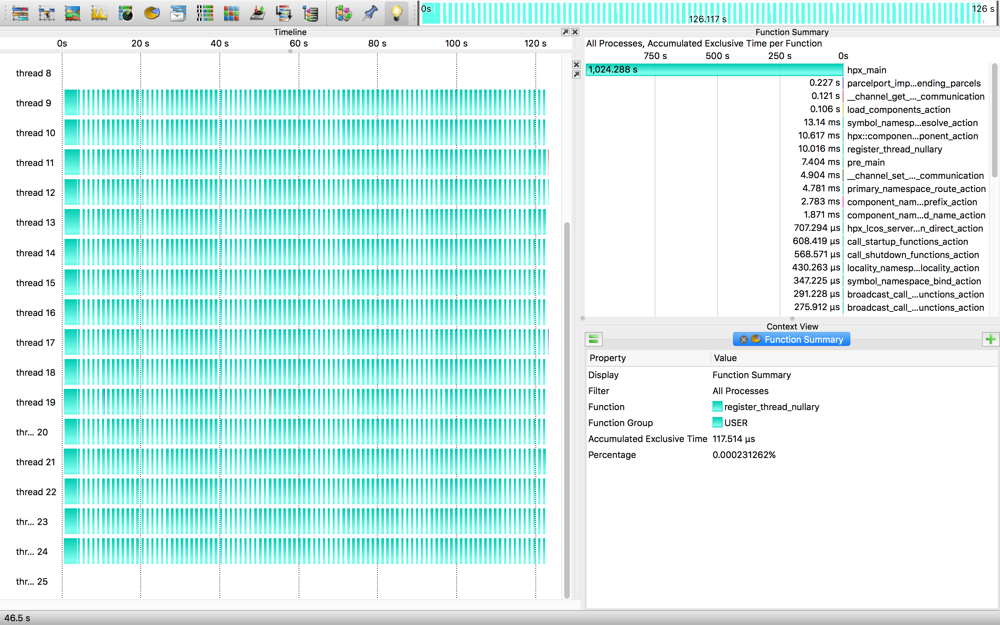 0s
126 s
126.117 s
Timeline
0s 20 s 40 s 60 s 80 s 100 s 120 s
thread 8
thread 9
thread 10
thread 11
thread 12
thread 13
thread 14
thread 15
thread 16
thread 17
thread 18
thread 19
thr... 20
thread 21
thread 22
thr... 23
thr... 24
thr... 25
Function Summary
All Processes, Accumulated Exclusive Time per Function
750 s 500 s 250 s 0s
1,024.288 s hpx_main
0.227 s parcelport_imp...ending_parcels
0.121 s __channel_get_..._communication
0.106 s load_components_action
13.14 ms symbol_namesp...esolve_action
10.617 ms hpx::componen...ponent_action
10.016 ms register_thread_nullary
7.404 ms pre_main
4.904 ms __channel_set_..._communication
4.781 ms primary_namespace_route_action
2.783 ms component_nam...prefix_action
1.871 ms component_nam...d_name_action
707.294 µs hpx_lcos_server...n_direct_action
608.419 µs call_startup_functions_action
568.571 µs call_shutdown_functions_action
430.263 µs locality_namesp...locality_action
347.225 µs symbol_namespace_bind_action
291.228 µs broadcast_call_...unctions_action
275.912 µs broadcast_call_...unctions_action
Context View
Function Summary
Property Value
Display Function Summary
Filter All Processes
Function register_thread_nullary
Function Group USER
Accumulated Exclusive Time 117.514 µs
Percentage 0.000231262%
46.5 s